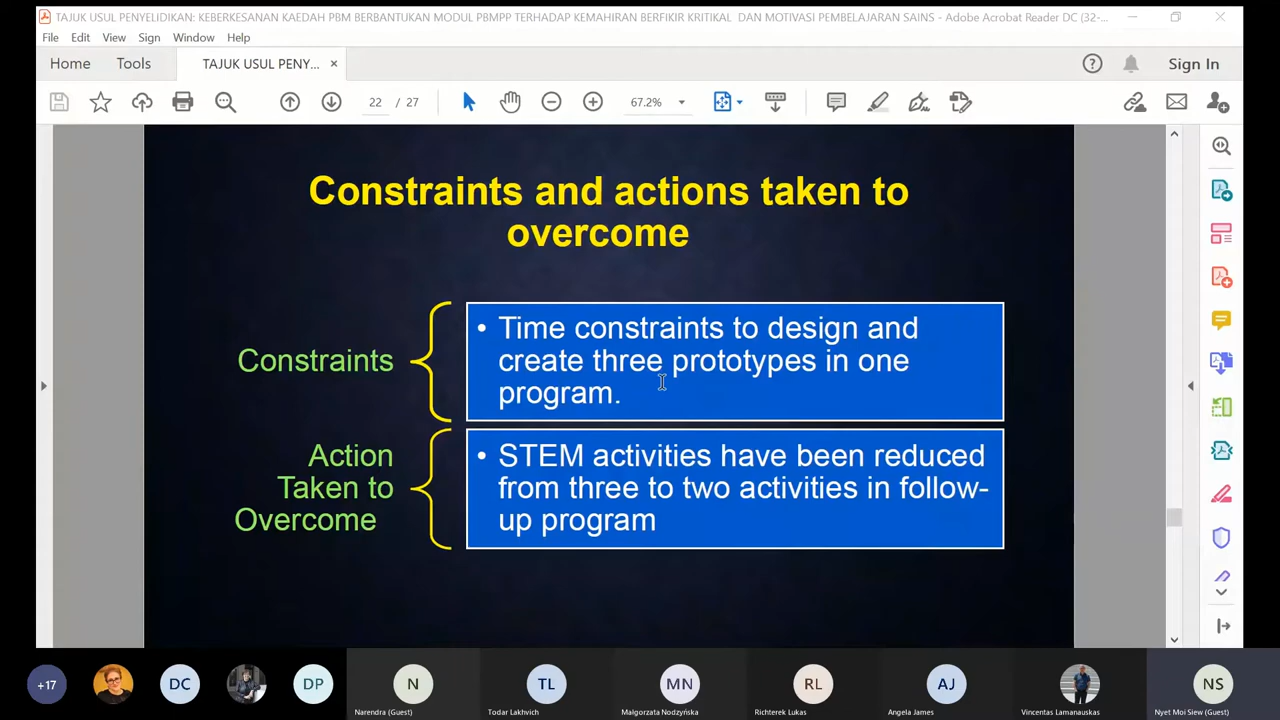 TAJUK USUL PENYELIDIKAN: KEBERKESANAN KAEDAH PBM BERBANTUKAN MODUL PBMPP TERHADAP KEMAHIRAN BERFIKIR KRITIKAL DAN MOTIVASI PEMBELAJARAN SAINS - Adobe Acrobat Reader DC (32-...
File Edit View Sign Window Help
Home Tools TAJUK USUL PENY... × Sign In
22 / 27 67.2%
Constraints and actions taken to
overcome
Constraints
• Time constraints to design and
create three prototypes in one
program.
Action
Taken to
Overcome
• STEM activities have been reduced
from three to two activities in follow-
up program
+17 DC DP N TL MN RL AJ NS
Narendra (Guest) Todar Lakhvich Małgorzata Nodzyńska Richterek Lukas Angela James Vincentas Lamanauskas Nyet Moi Siew (Guest)